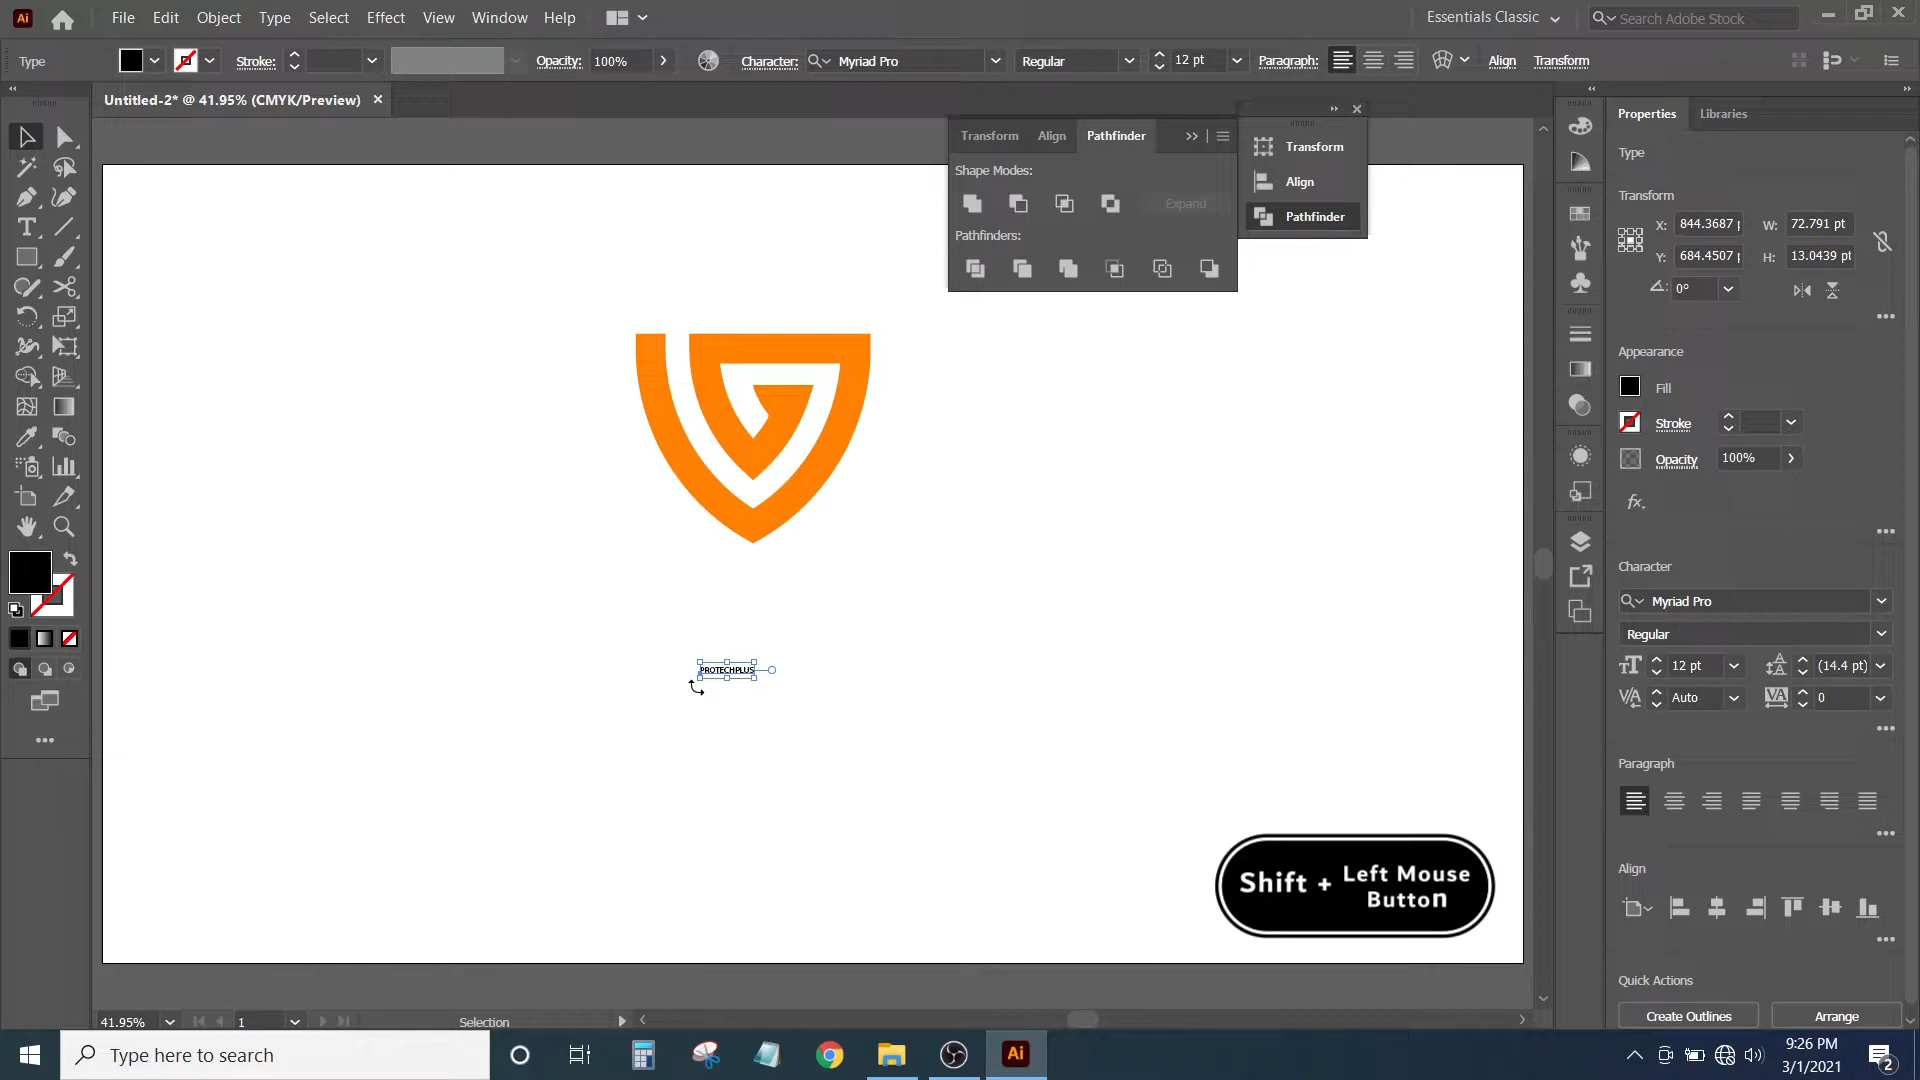 Ai File Edit Object Type Select Effect View Window Help Essentials Classic Search Adobe Stock
Type Stroke: Opacity: 100% Character: Myriad Pro Regular 12 pt Paragraph: Align Transform
Untitled-2* @ 41.95% (CMYK/Preview)
Transform Align Pathfinder
Shape Modes:
Expand
Pathfinders:
Transform
Align
Pathfinder
PROTECHPLUS
Shift + Left Mouse
Button
Properties Libraries
Type
Transform
X: 844.3687 W: 72.791 pt
Y: 684.4507 H: 13.0439 pt
0°
Appearance
Fill
Stroke
Opacity 100%
fx.
Character
Myriad Pro
Regular
12 pt (14.4 pt)
Auto 0
Paragraph
Align
Quick Actions
Create Outlines Arrange
41.95% 1 Selection
Type here to search
Ai
9:26 PM
3/1/2021
2